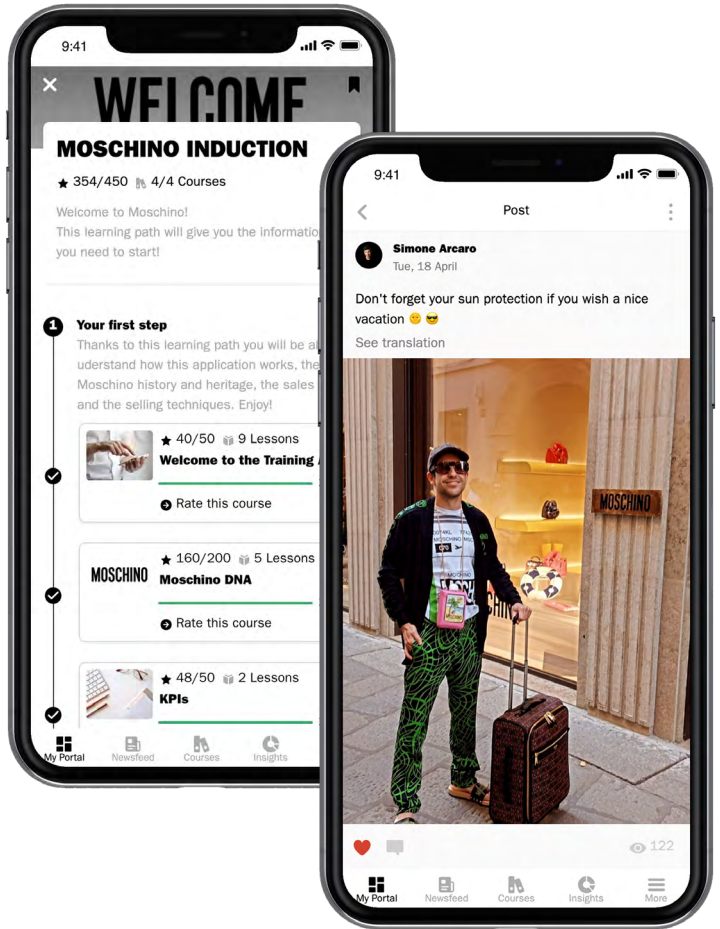 9:41
WELCOME
MOSCHINO INDUCTION
354/450 4/4 Courses
Welcome to Moschino!
This learning path will give you the informatio
you need to start!
1 Your first step
Thanks to this learning path you will be a
uderstand how this application works, the
Moschino history and heritage, the sales
and the selling techniques. Enjoy!
40/50 9 Lessons
Welcome to the Training
Rate this course
MOSCHINO
160/200 5 Lessons
Moschino DNA
Rate this course
48/50 2 Lessons
KPIs
My Portal Newsfeed Courses Insights
9:41
Post
Simone Arcaro
Tue, 18 April
Don't forget your sun protection if you wish a nice
vacation 😬 😎
See translation
MOSCHINO
122
My Portal Newsfeed Courses Insights More